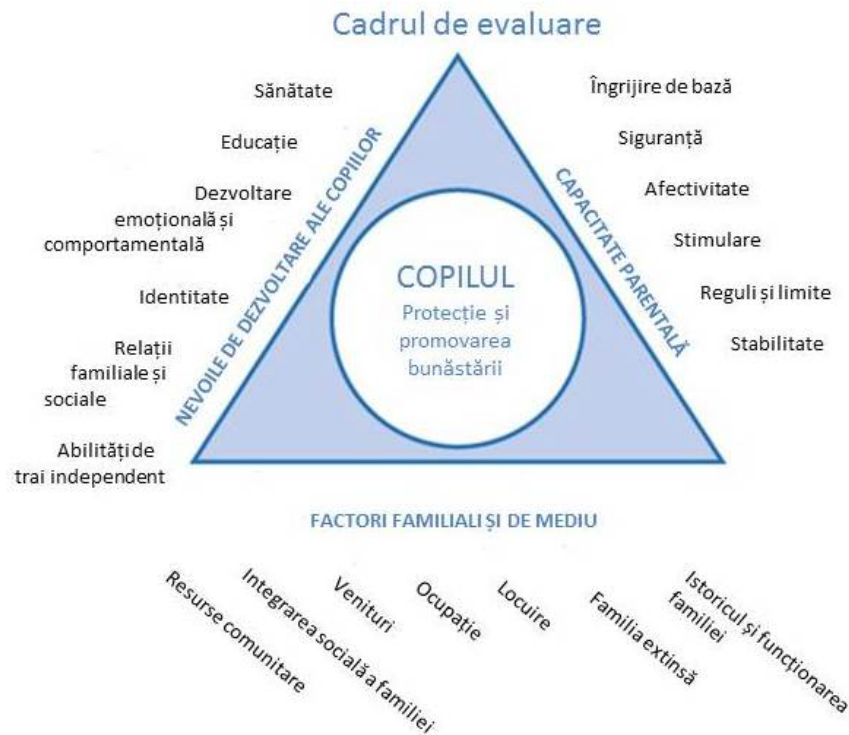 Cadrul de evaluare
Sănătate
Educație
Dezvoltare
emoțională și
comportamentală
Identitate
Relații
familiale și
sociale
Abilități de
trai independent
NEVOILE DE DEZVOLTARE ALE COPIILOR
COPILUL
Protecție și
promovarea
bunăstării
CAPACITATE PARENTALĂ
Îngrijire de bază
Siguranță
Afectivitate
Stimulare
Reguli și limite
Stabilitate
FACTORI FAMILIALI ȘI DE MEDIU
Resurse comunitare
Integrarea socială a familiei
Venituri
Ocupație
Locuire
Familia extinsă
Istoricul și funcționarea
familiei